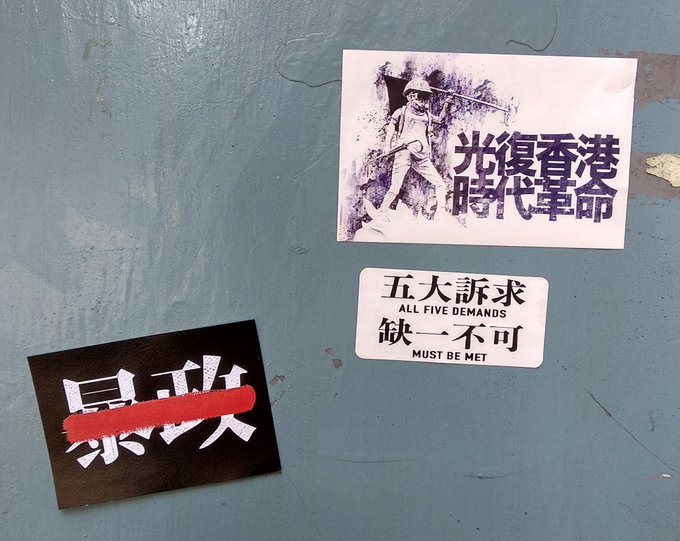 光復香港
時代革命
五大訴求
ALL FIVE DEMANDS
缺一不可
MUST BE MET
暴政